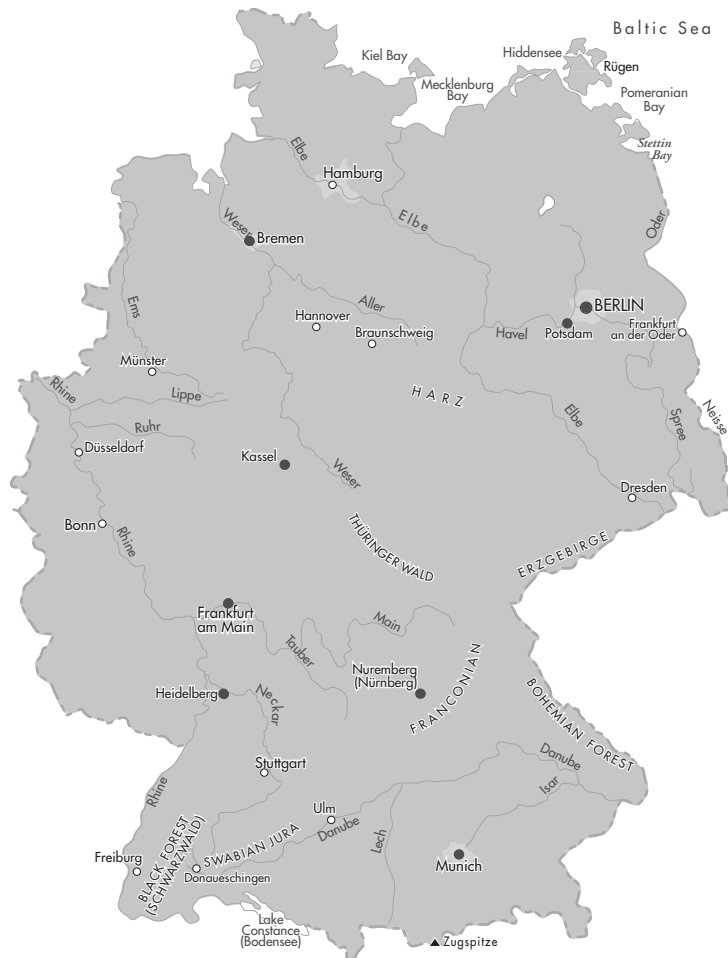 Baltic Sea
Hiddensee
Kiel Bay
Rügen
Mecklenburg
Bay
Pomeranian
Bay
Stettin
Bay
Elbe
Hamburg
Elbe
Oder
Weser
Bremen
Ems
Aller
Hannover
Braunschweig
BERLIN
Havel
Potsdam
Frankfurt
an der Oder
Münster
Rhine
Lippe
HARZ
Elbe
Spree
Neisse
Ruhr
Düsseldorf
Kassel
Weser
Dresden
Bonn
Rhine
THÜRINGER WALD
ERZGEBIRGE
Frankfurt
am Main
Main
Tauber
Nuremberg
(Nürnberg)
FRANCONIAN
BOHEMIAN FOREST
Heidelberg
Neckar
Stuttgart
Danube
Isar
Rhine
Ulm
Danube
Lech
SWABIAN JURA
BLACK FOREST
(SCHWARZWALD)
Freiburg
Donaueschingen
Munich
Lake
Constance
(Bodensee)
Zugspitze